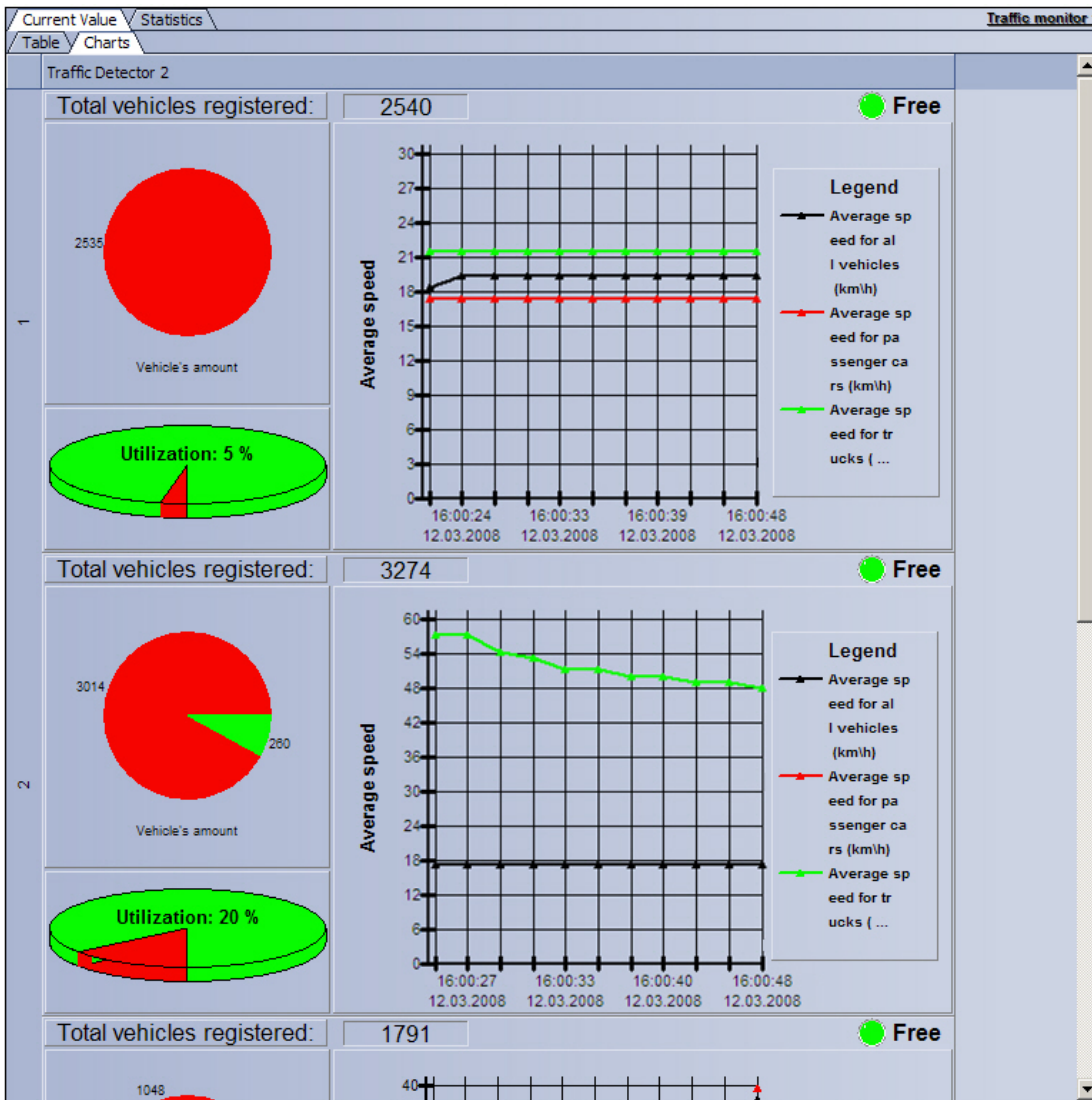 Current Value Statistics Traffic monitor
Table Charts
Traffic Detector 2
1
Total vehicles registered: 2540 Free
2535
Vehicle's amount
Utilization: 5 %
Average speed
30
27
24
21
18
15
12
9
6
3
0
16:00:24 16:00:33 16:00:39 16:00:48
12.03.2008 12.03.2008 12.03.2008 12.03.2008
Legend
Average sp
eed for al
l vehicles
(km\h)
Average sp
eed for pa
ssenger ca
rs (km\h)
Average sp
eed for tr
ucks ( ...
2
Total vehicles registered: 3274 Free
3014
260
Vehicle's amount
Utilization: 20 %
Average speed
60
54
48
42
36
30
24
18
12
6
0
16:00:27 16:00:33 16:00:40 16:00:48
12.03.2008 12.03.2008 12.03.2008 12.03.2008
Legend
Average sp
eed for al
l vehicles
(km\h)
Average sp
eed for pa
ssenger ca
rs (km\h)
Average sp
eed for tr
ucks ( ...
Total vehicles registered: 1791 Free
1048
40